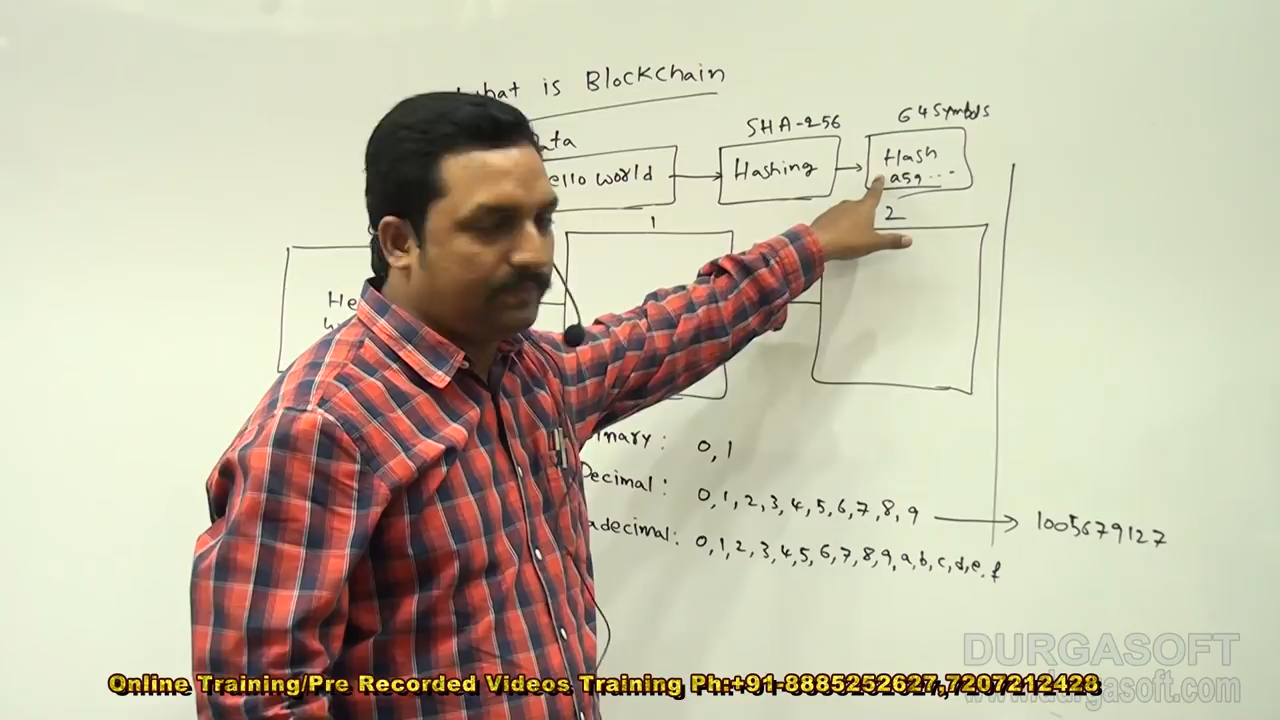 what is Blockchain
Data
SHA-256
64 Symbols
Hello world
Hashing
Hash
a59...
1
2
He
Binary: 0, 1
Decimal: 0, 1, 2, 3, 4, 5, 6, 7, 8, 9
1005679127
adecimal: 0, 1, 2, 3, 4, 5, 6, 7, 8, 9, a, b, c, d, e, f
DURGASOFT
www.durgasoft.com
Online Training/Pre Recorded Videos Training Ph:+91-8885252627,7207212428